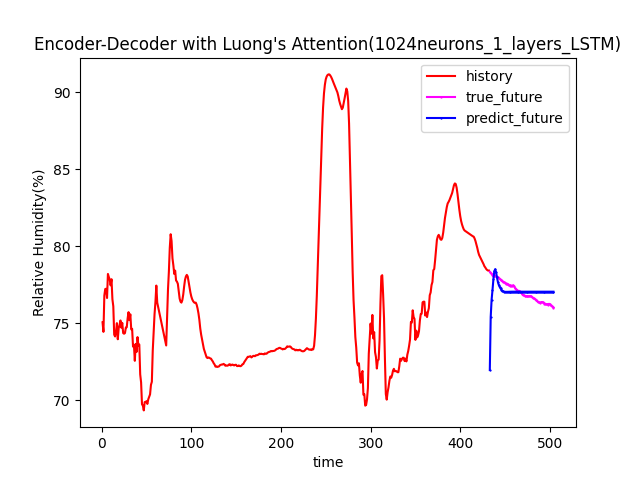 Encoder-Decoder with Luong's Attention(1024neurons_1_layers_LSTM)
history
true_future
predict_future
Relative Humidity(%)
90
85
80
75
70
0 100 200 300 400 500
time